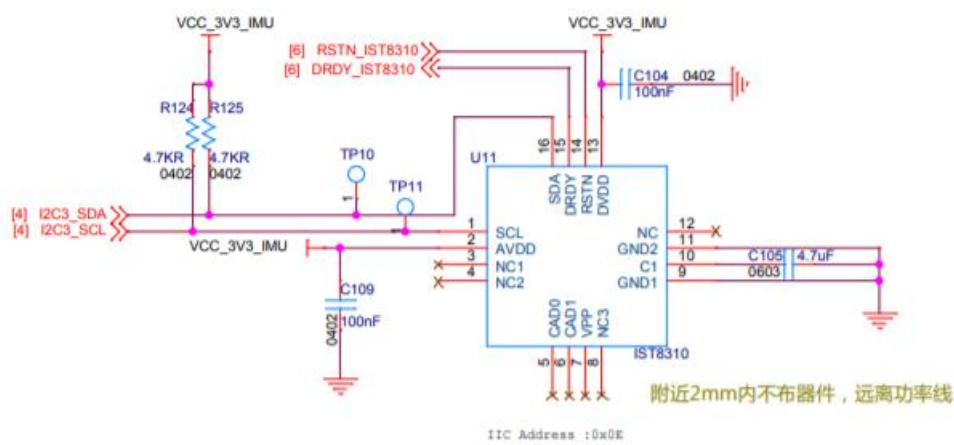 VCC_3V3_IMU
VCC_3V3_IMU
[6] RSTN_IST8310
[6] DRDY_IST8310
C104 0402
100nF
R124 R125
4.7KR 4.7KR
0402 0402
TP10
1
TP11
1
16 15 14 13
U11
SDA DRDY RSTN DVDD
[4] I2C3_SDA
[4] I2C3_SCL
VCC_3V3_IMU
1 SCL
2 AVDD
3 NC1
4 NC2
NC 12
GND2 11
C1 10
GND1 9
C105 4.7uF
0603
C109
0402 100nF
CAD0 CAD1 VPP NC3
5 6 7 8
IST8310
附近2mm内不布器件，远离功率线
IIC Address :0x0E